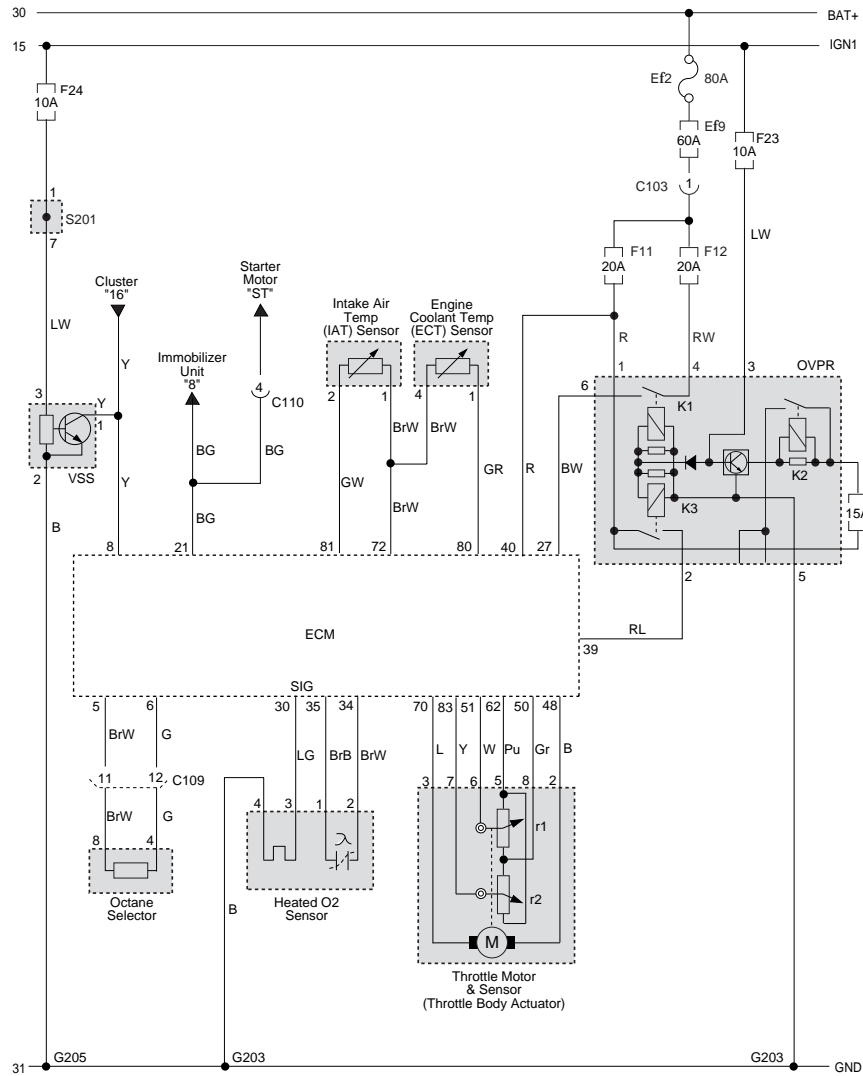 30
BAT+
15
IGN1
F24
10A
Ef2
80A
Ef9
60A
F23
10A
C103
1
1
S201
7
F11
20A
F12
20A
LW
Cluster
"16"
Starter
Motor
"ST"
Intake Air
Temp
(IAT) Sensor
Engine
Coolant Temp
(ECT) Sensor
LW
Y
Immobilizer
Unit
"8"
4
C110
R
RW
1
4
3
OVPR
3
Y
1
2
VSS
2
1
4
1
6
K1
K2
K3
15A
BG
BG
BrW
BrW
GW
GR
R
BW
B
Y
BG
BrW
8
21
81
72
80
40
27
2
5
ECM
RL
39
SIG
5
6
30
35
34
70
83
51
62
50
48
BrW
G
LG
BrB
BrW
L
Y
W
Pu
Gr
B
11
12
C109
4
3
1
2
3
7
6
5
8
2
BrW
G
8
4
λ
r1
r2
M
Octane
Selector
B
Heated O2
Sensor
Throttle Motor
& Sensor
(Throttle Body Actuator)
31
G205
G203
G203
GND